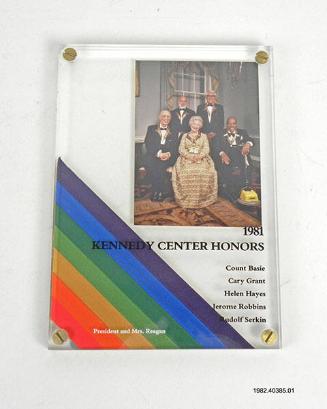 1981
KENNEDY CENTER HONORS
Count Basie
Cary Grant
Helen Hayes
Jerome Robbins
Rudolf Serkin
President and Mrs. Reagan
1982.40385.01